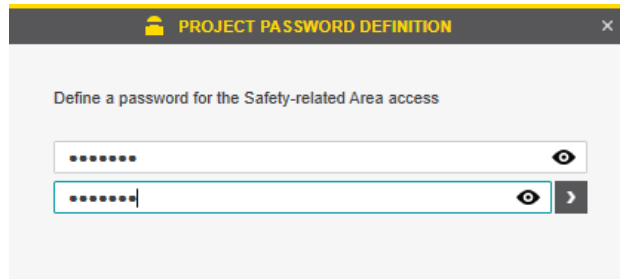 PROJECT PASSWORD DEFINITION
Define a password for the Safety-related Area access
•••••••
•••••••